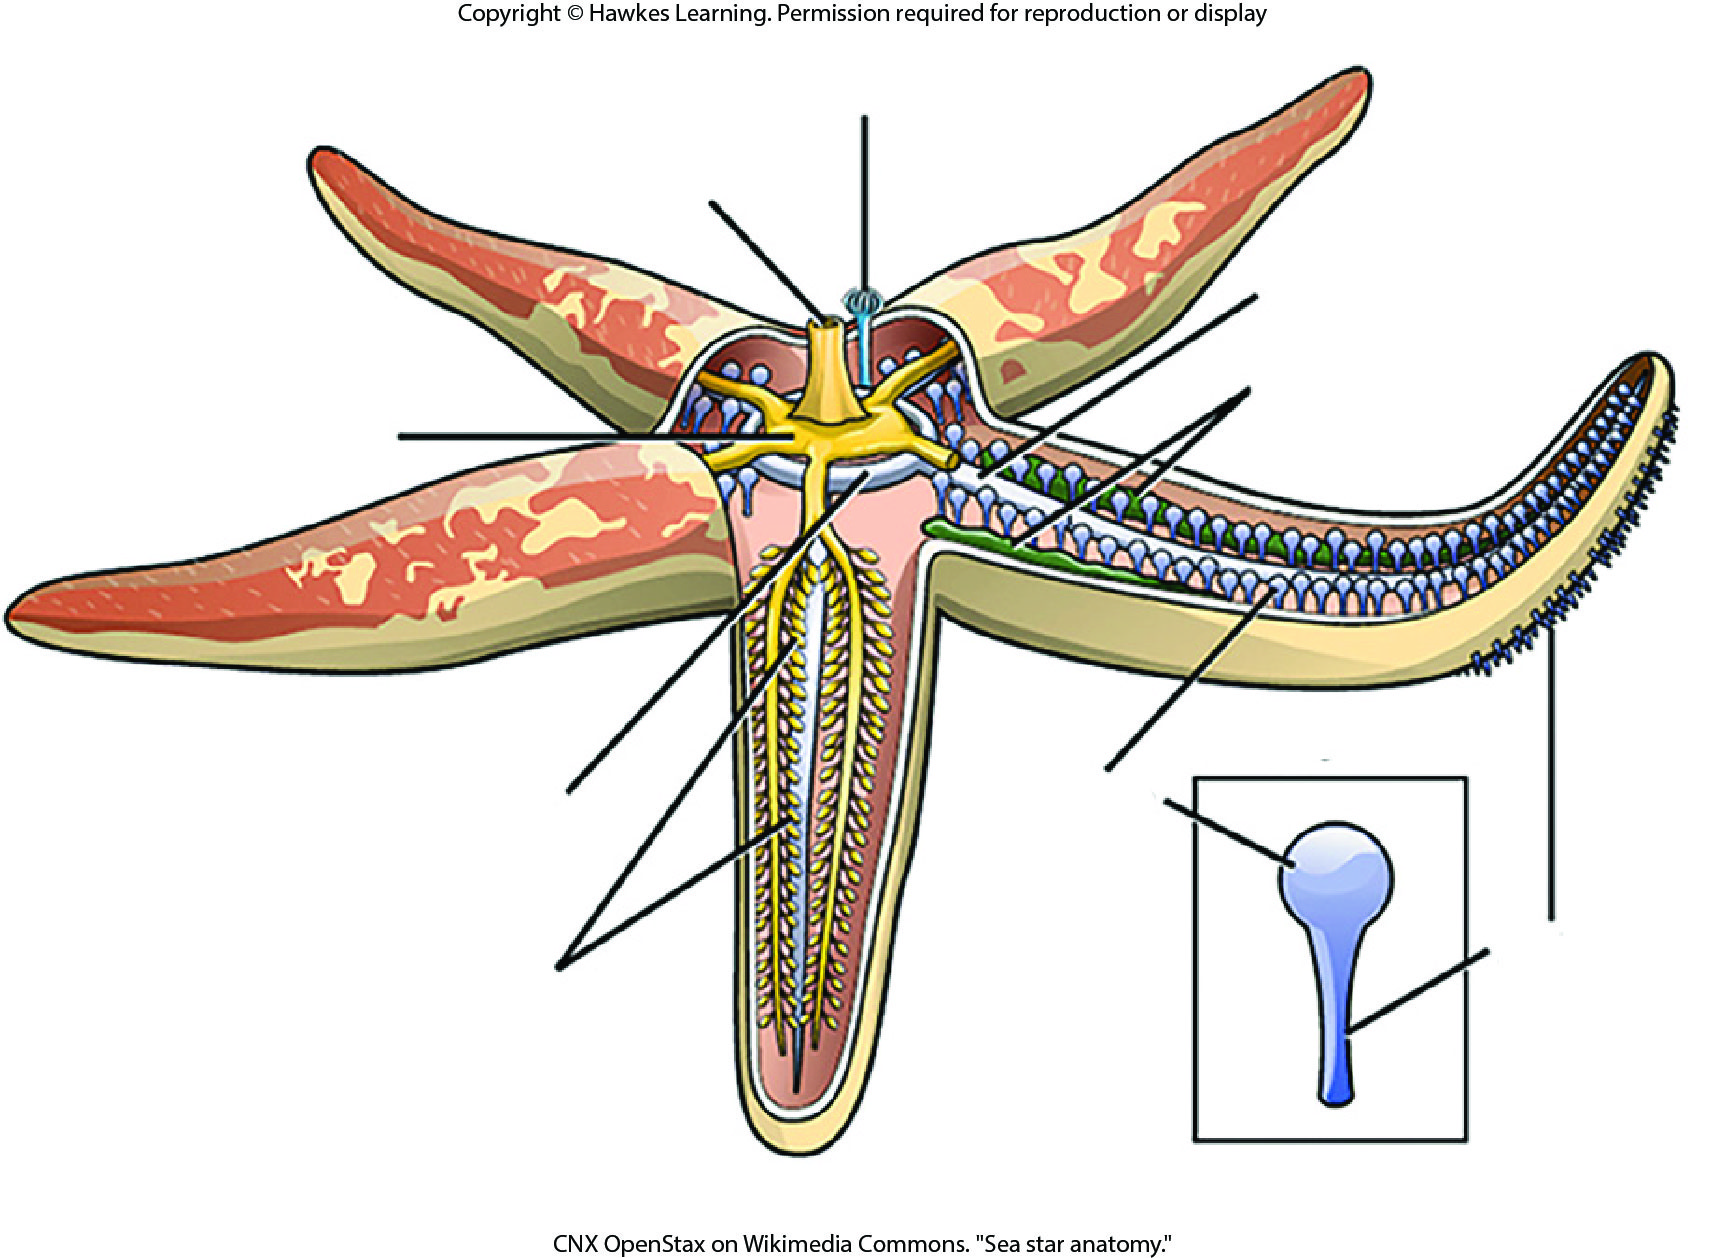 Copyright © Hawkes Learning. Permission required for reproduction or display
CNX OpenStax on Wikimedia Commons. "Sea star anatomy."